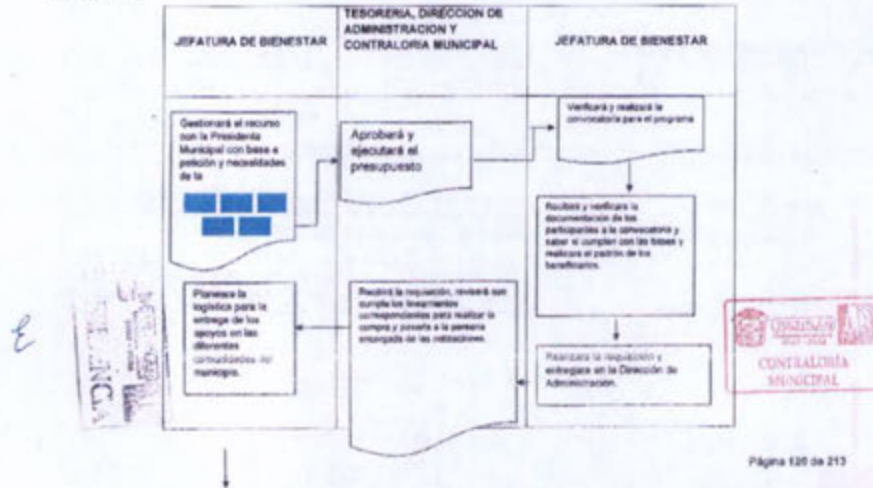 JEFATURA DE BIENESTAR
TESORERIA, DIRECCION DE
ADMINISTRACION Y
CONTRALORIA MUNICIPAL
JEFATURA DE BIENESTAR
Gestionará el recurso
con la Presidenta
Municipal con base a
petición y necesidades
de la
Aprobará y
ejecutará el
presupuesto
Verificará y realizará la
convocatoria para el programa
Recibirá y verificara la
documentación de los
participantes a la convocatoria y
saber si cumplen con las bases y
realizara el padrón de los
beneficiarios.
Realizara la requisición y
entregara en la Dirección de
Administración.
Recibirá la requisición, revisará que
cumpla los lineamientos
correspondientes para realizar la
compra y pasarla a la persona
encargada de las cotizaciones.
Planeara la
logística para la
entrega de los
apoyos en las
diferentes
comunidades del
municipio.
CONTRALORÍA
MUNICIPAL
Página 120 de 213